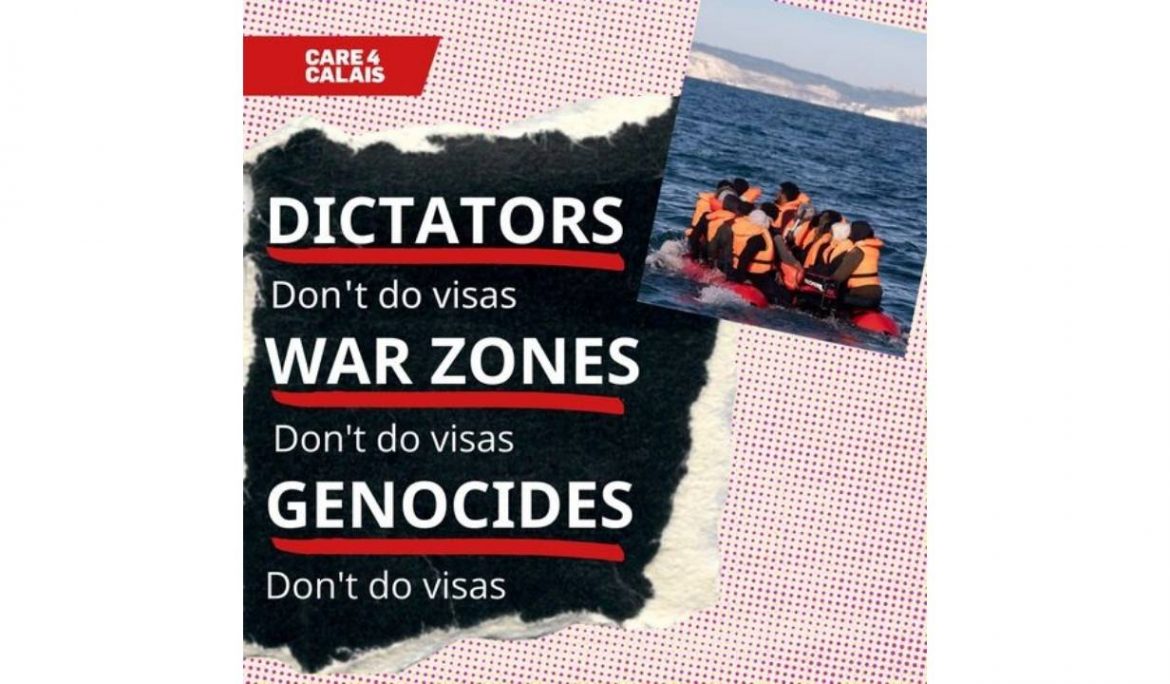 CARE 4
CALAIS
DICTATORS
Don't do visas
WAR ZONES
Don't do visas
GENOCIDES
Don't do visas